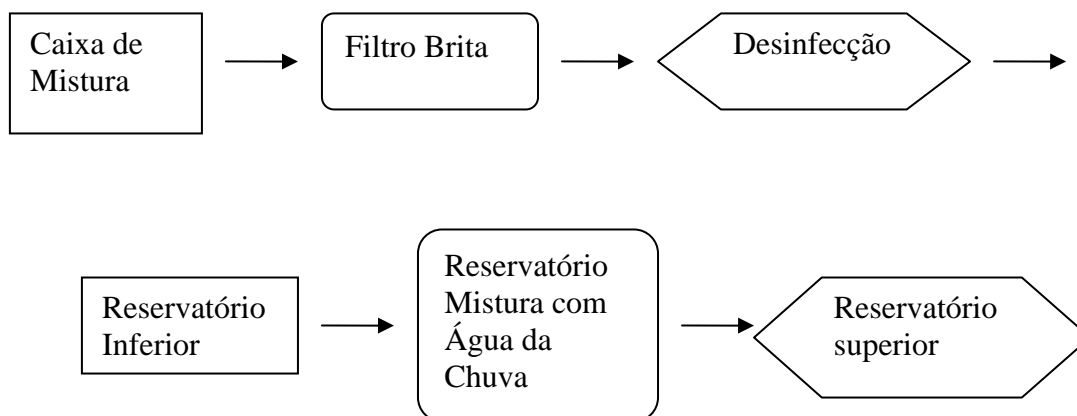 Caixa de
Mistura
Filtro Brita
Desinfecção
Reservatório
Inferior
Reservatório
Mistura com
Água da
Chuva
Reservatório
superior